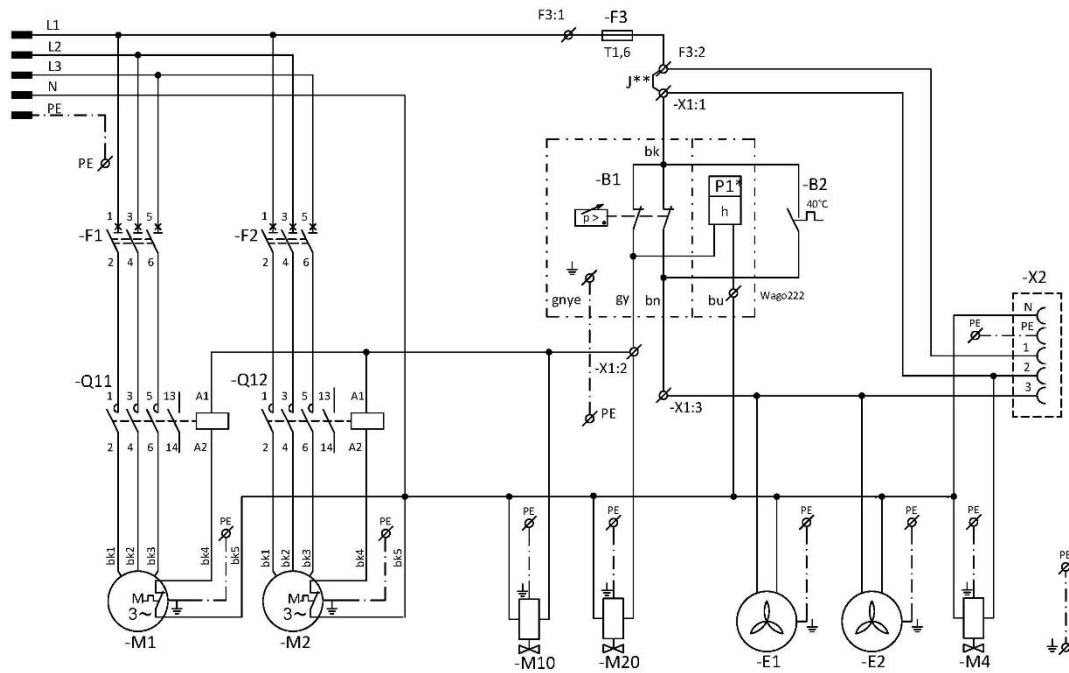 L1
L2
L3
N
PE
PE
F3:1
-F3
T1,6
F3:2
J**
-X1:1
bk
-B1
p >
P1*
h
-B2
40°C
-F1
1 3 5
2 4 6
-F2
1 3 5
2 4 6
gnye
gy
bn
bu
Wago222
-X2
N
PE
PE
1
2
3
-X1:2
PE
-X1:3
-Q11
1 3 5 13 A1
2 4 6 14 A2
-Q12
1 3 5 13 A1
2 4 6 14 A2
bk1
bk2
bk3
bk4
bk5
PE
bk1
bk2
bk3
bk4
bk5
PE
PE
PE
PE
PE
PE
PE
M
3~
-M1
M
3~
-M2
-M10
-M20
-E1
-E2
-M4